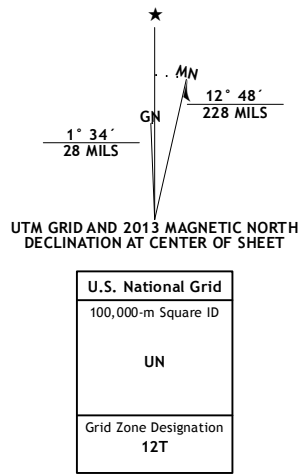 ★
MN
GN
12° 48´
228 MILS
1° 34´
28 MILS
UTM GRID AND 2013 MAGNETIC NORTH
DECLINATION AT CENTER OF SHEET
U.S. National Grid
100,000-m Square ID
UN
Grid Zone Designation
12T